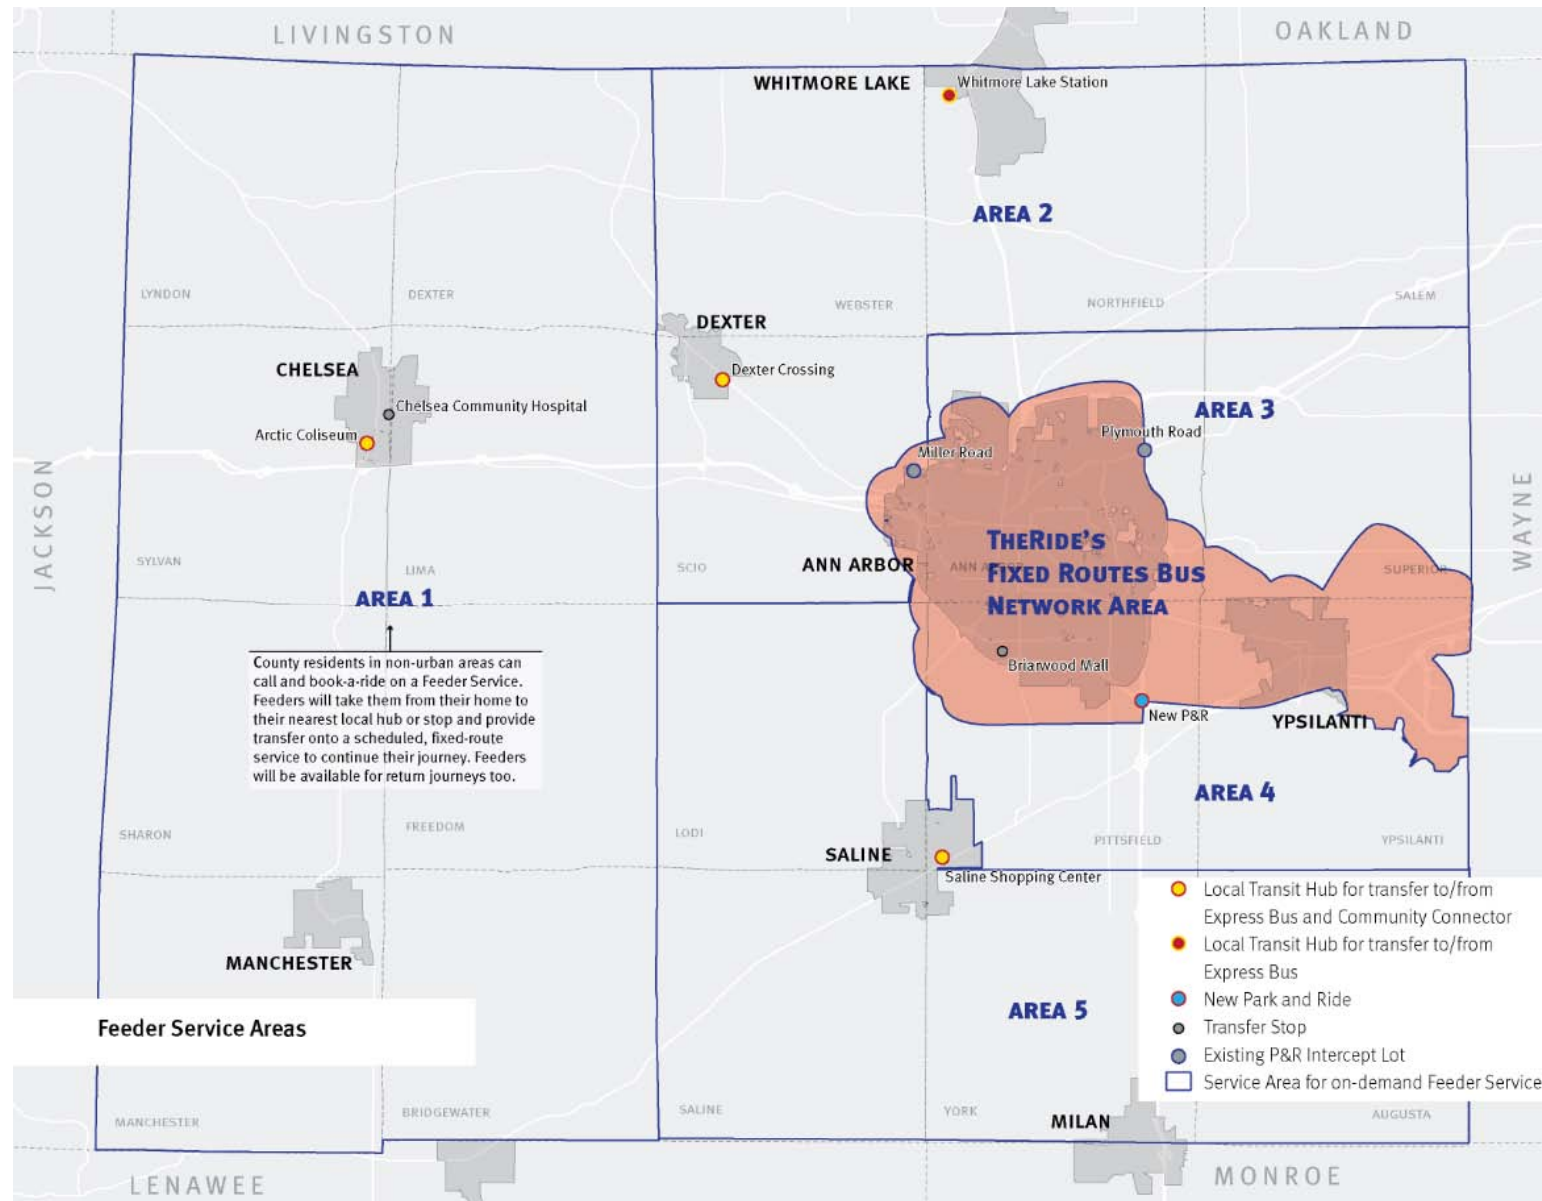 LIVINGSTON
OAKLAND
WHITMORE LAKE
Whitmore Lake Station
AREA 2
LYNDON
DEXTER
WEBSTER
NORTHFIELD
SALEM
DEXTER
Dexter Crossing
CHELSEA
Chelsea Community Hospital
Arctic Coliseum
AREA 3
Plymouth Road
Miller Road
JACKSON
WAYNE
THERIDE'S
FIXED ROUTES BUS
NETWORK AREA
ANN ARBOR
ANN ARBOR
SYLVAN
LIMA
SCIO
SUPERIOR
AREA 1
County residents in non-urban areas can
call and book-a-ride on a Feeder Service.
Feeders will take them from their home to
their nearest local hub or stop and provide
transfer onto a scheduled, fixed-route
service to continue their journey. Feeders
will be available for return journeys too.
Briarwood Mall
New P&R
YPSILANTI
AREA 4
SHARON
FREEDOM
LODI
PITTSFIELD
YPSILANTI
SALINE
Saline Shopping Center
MANCHESTER
AREA 5
Local Transit Hub for transfer to/from
Express Bus and Community Connector
Local Transit Hub for transfer to/from
Express Bus
New Park and Ride
Transfer Stop
Existing P&R Intercept Lot
Service Area for on-demand Feeder Service
Feeder Service Areas
MANCHESTER
BRIDGEWATER
SALINE
YORK
AUGUSTA
MILAN
LENAWEE
MONROE